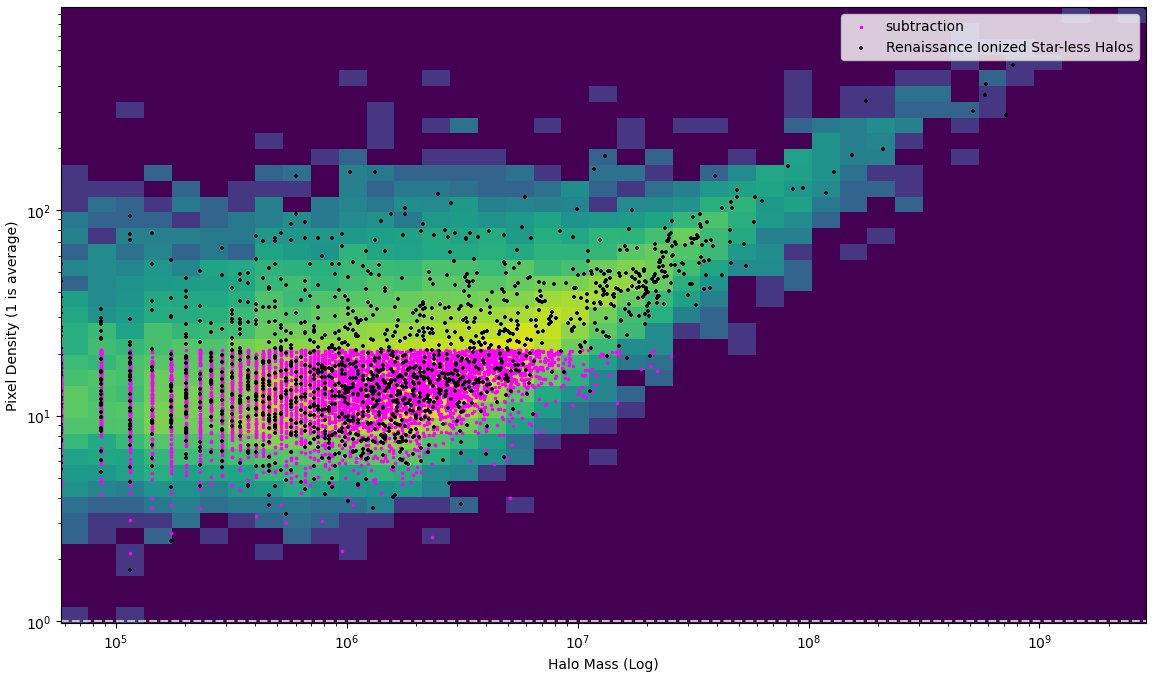 subtraction
Renaissance Ionized Star-less Halos
Pixel Density (1 is average)
10²
10¹
10⁰
10⁵ 10⁶ 10⁷ 10⁸ 10⁹
Halo Mass (Log)